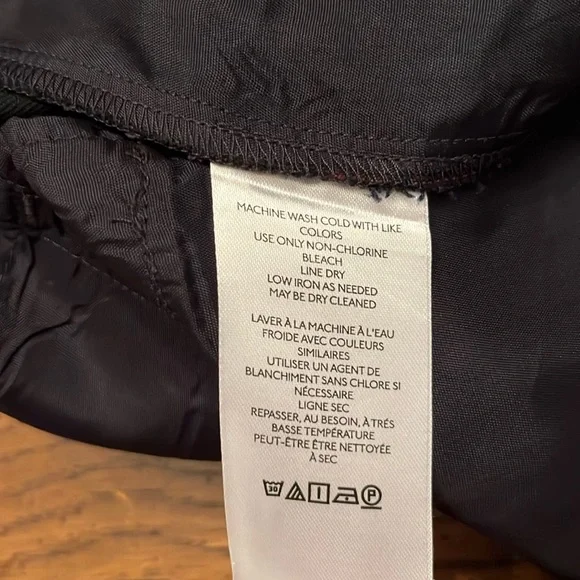 MACHINE WASH COLD WITH LIKE
COLORS
USE ONLY NON-CHLORINE
BLEACH
LINE DRY
LOW IRON AS NEEDED
MAY BE DRY CLEANED
LAVER À LA MACHINE À L'EAU
FROIDE AVEC COULEURS
SIMILAIRES
UTILISER UN AGENT DE
BLANCHIMENT SANS CHLORE SI
NÉCESSAIRE
LIGNE SEC
REPASSER, AU BESOIN, À TRÉS
BASSE TEMPÉRATURE
PEUT-ÊTRE ÊTRE NETTOYÉE
À SEC
30 P